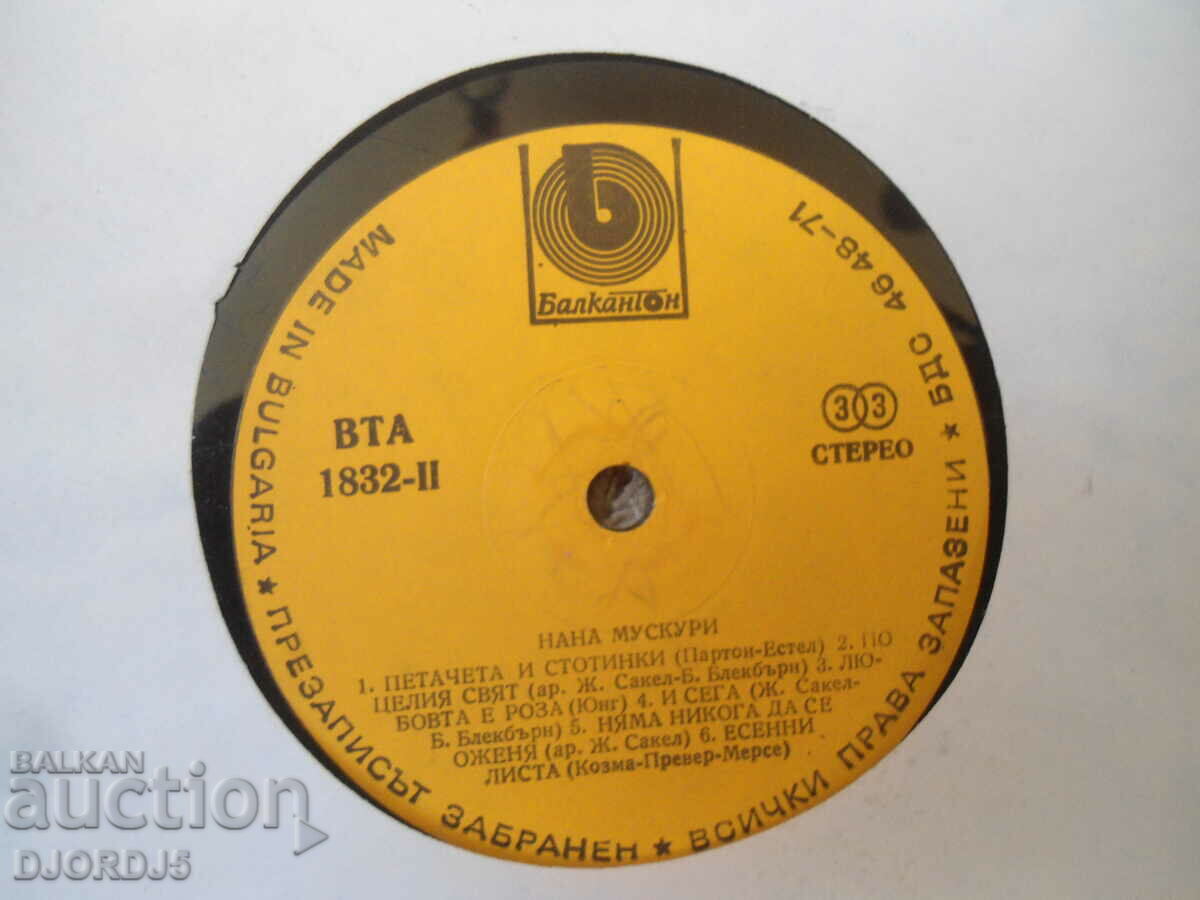 Балкантон
MADE IN BULGARIA ★ ПРЕЗАПИСЪТ ЗАБРАНЕН ★ ВСИЧКИ ПРАВА ЗАПАЗЕНИ ★ БДС 4648-71
ВТА
1832-II
33
СТЕРЕО
НАНА МУСКУРИ
1. ПЕТАЧЕТА И СТОТИНКИ (Партон-Естел) 2. ПО
ЦЕЛИЯ СВЯТ (ар. Ж. Сакел-Б. Блекбърн) 3. ЛЮ-
БОВТА Е РОЗА (Юнг) 4. И СЕГА (Ж. Сакел-
Б. Блекбърн) 5. НЯМА НИКОГА ДА СЕ
ОЖЕНЯ (ар. Ж. Сакел) 6. ЕСЕННИ
ЛИСТА (Козма-Превер-Мерсе)
BALKAN
auction
DJORDJ5